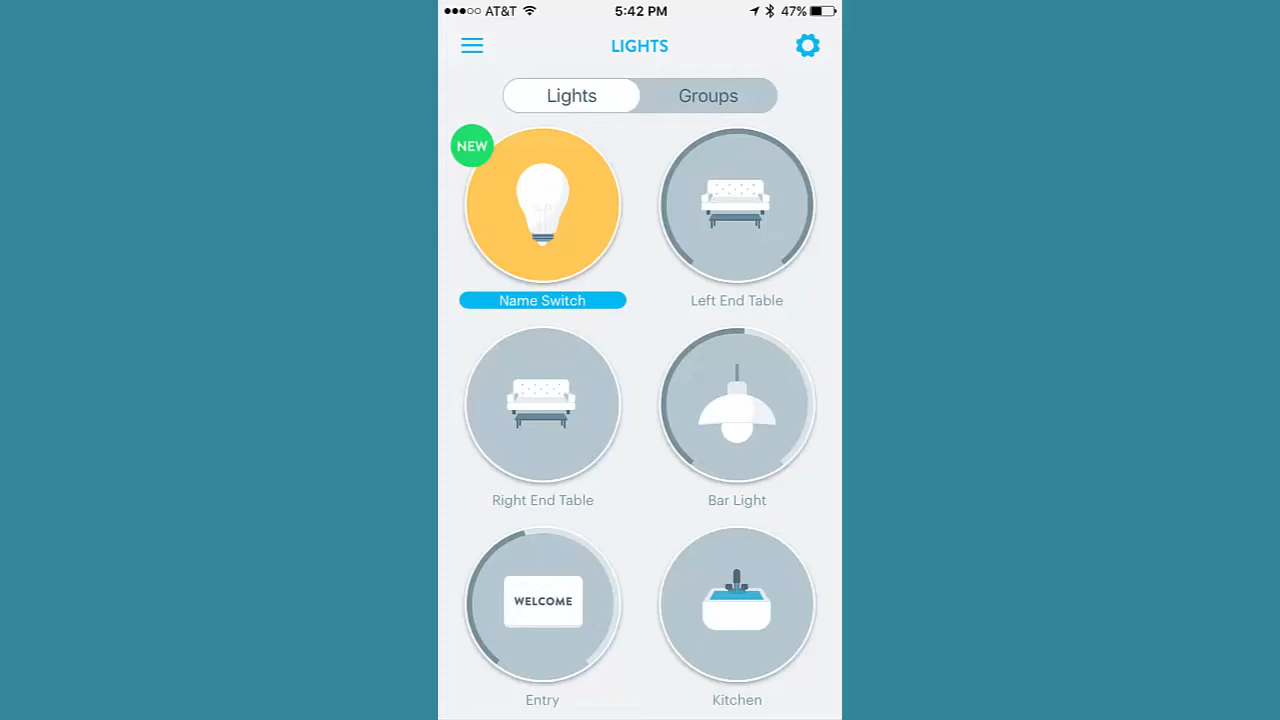 AT&T 5:42 PM 47%
LIGHTS
Lights Groups
NEW
Name Switch Left End Table
Right End Table Bar Light
WELCOME
Entry Kitchen